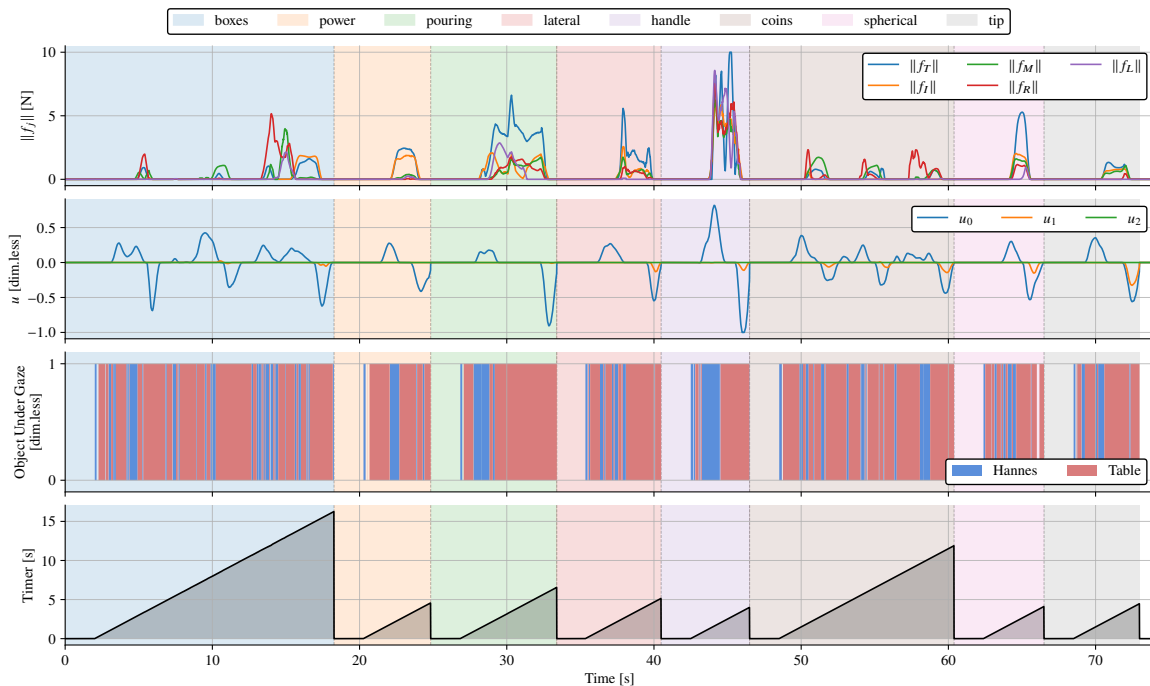 boxes power pouring lateral handle coins spherical tip
10
5
0
||f_j|| [N]
||f_T|| ||f_M|| ||f_L||
||f_I|| ||f_R||
0.5
0.0
−0.5
−1.0
u [dim.less]
u_0 u_1 u_2
1
0
Object Under Gaze
[dim.less]
Hannes Table
15
10
5
0
Timer [s]
0 10 20 30 40 50 60 70
Time [s]